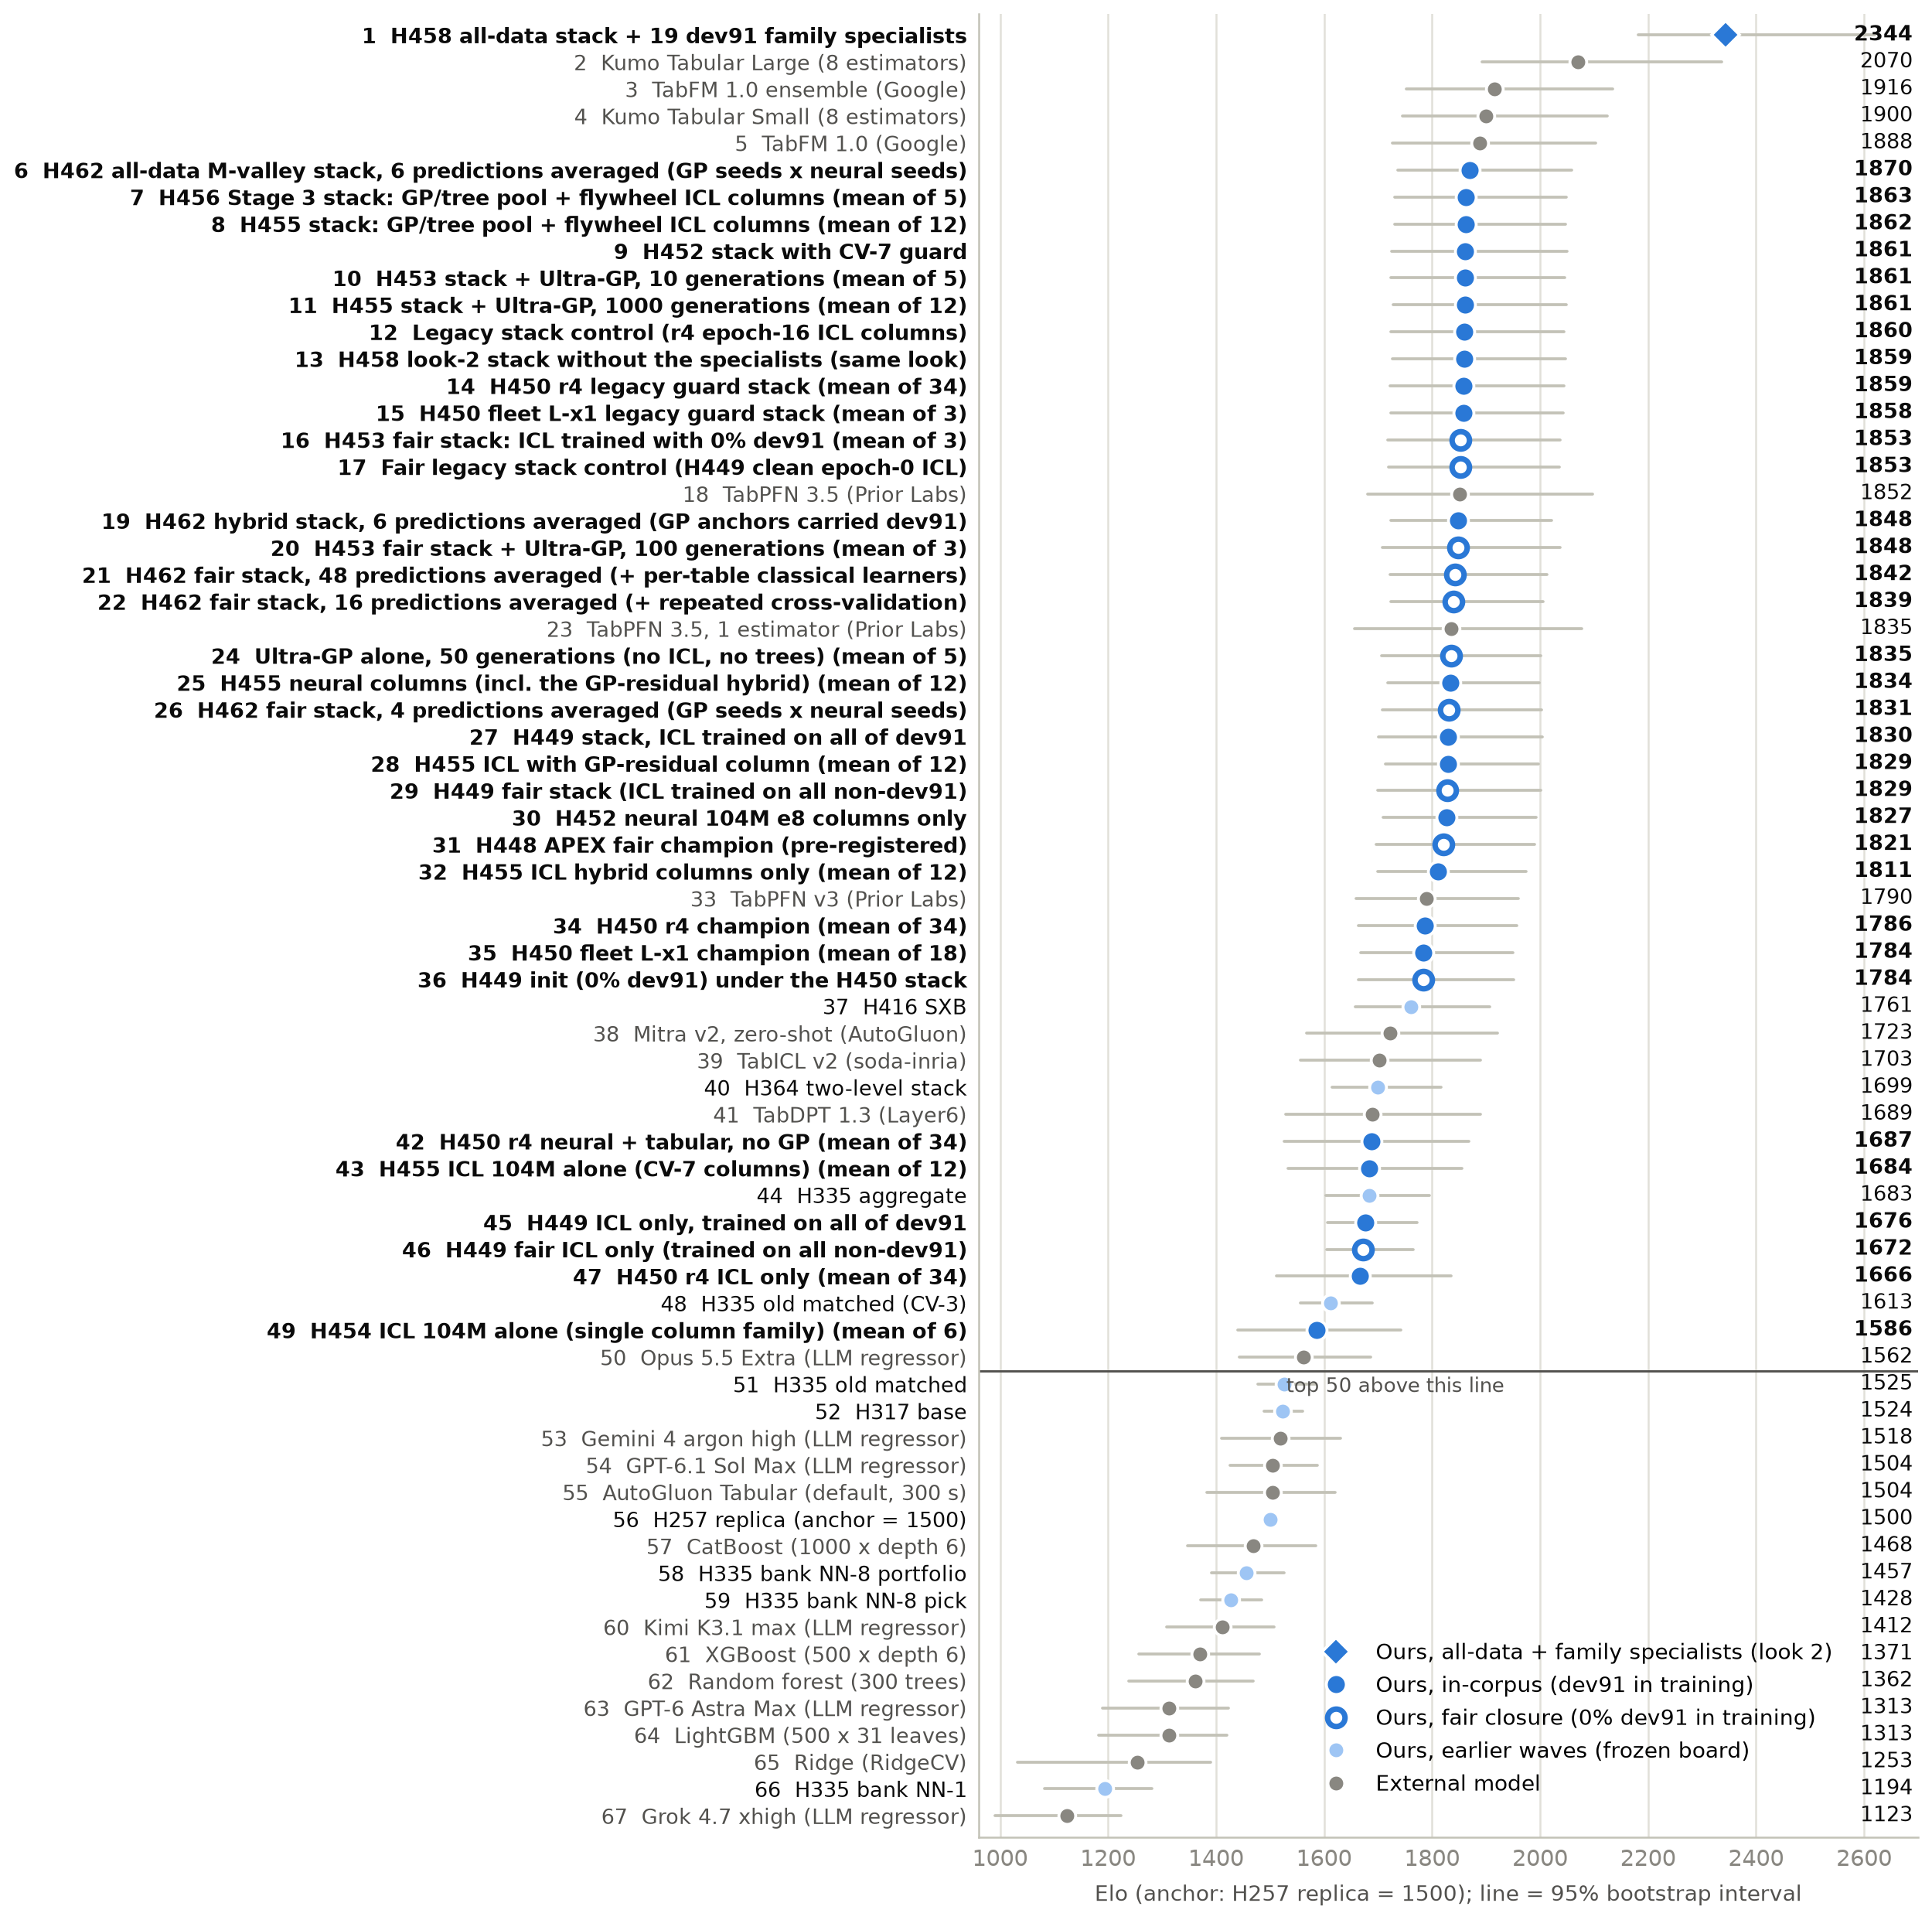 1 H458 all-data stack + 19 dev91 family specialists 2344
2 Kumo Tabular Large (8 estimators) 2070
3 TabFM 1.0 ensemble (Google) 1916
4 Kumo Tabular Small (8 estimators) 1900
5 TabFM 1.0 (Google) 1888
6 H462 all-data M-valley stack, 6 predictions averaged (GP seeds x neural seeds) 1870
7 H456 Stage 3 stack: GP/tree pool + flywheel ICL columns (mean of 5) 1863
8 H455 stack: GP/tree pool + flywheel ICL columns (mean of 12) 1862
9 H452 stack with CV-7 guard 1861
10 H453 stack + Ultra-GP, 10 generations (mean of 5) 1861
11 H455 stack + Ultra-GP, 1000 generations (mean of 12) 1861
12 Legacy stack control (r4 epoch-16 ICL columns) 1860
13 H458 look-2 stack without the specialists (same look) 1859
14 H450 r4 legacy guard stack (mean of 34) 1859
15 H450 fleet L-x1 legacy guard stack (mean of 3) 1858
16 H453 fair stack: ICL trained with 0% dev91 (mean of 3) 1853
17 Fair legacy stack control (H449 clean epoch-0 ICL) 1853
18 TabPFN 3.5 (Prior Labs) 1852
19 H462 hybrid stack, 6 predictions averaged (GP anchors carried dev91) 1848
20 H453 fair stack + Ultra-GP, 100 generations (mean of 3) 1848
21 H462 fair stack, 48 predictions averaged (+ per-table classical learners) 1842
22 H462 fair stack, 16 predictions averaged (+ repeated cross-validation) 1839
23 TabPFN 3.5, 1 estimator (Prior Labs) 1835
24 Ultra-GP alone, 50 generations (no ICL, no trees) (mean of 5) 1835
25 H455 neural columns (incl. the GP-residual hybrid) (mean of 12) 1834
26 H462 fair stack, 4 predictions averaged (GP seeds x neural seeds) 1831
27 H449 stack, ICL trained on all of dev91 1830
28 H455 ICL with GP-residual column (mean of 12) 1829
29 H449 fair stack (ICL trained on all non-dev91) 1829
30 H452 neural 104M e8 columns only 1827
31 H448 APEX fair champion (pre-registered) 1821
32 H455 ICL hybrid columns only (mean of 12) 1811
33 TabPFN v3 (Prior Labs) 1790
34 H450 r4 champion (mean of 34) 1786
35 H450 fleet L-x1 champion (mean of 18) 1784
36 H449 init (0% dev91) under the H450 stack 1784
37 H416 SXB 1761
38 Mitra v2, zero-shot (AutoGluon) 1723
39 TabICL v2 (soda-inria) 1703
40 H364 two-level stack 1699
41 TabDPT 1.3 (Layer6) 1689
42 H450 r4 neural + tabular, no GP (mean of 34) 1687
43 H455 ICL 104M alone (CV-7 columns) (mean of 12) 1684
44 H335 aggregate 1683
45 H449 ICL only, trained on all of dev91 1676
46 H449 fair ICL only (trained on all non-dev91) 1672
47 H450 r4 ICL only (mean of 34) 1666
48 H335 old matched (CV-3) 1613
49 H454 ICL 104M alone (single column family) (mean of 6) 1586
50 Opus 5.5 Extra (LLM regressor) 1562
51 H335 old matched top 50 above this line 1525
52 H317 base 1524
53 Gemini 4 argon high (LLM regressor) 1518
54 GPT-6.1 Sol Max (LLM regressor) 1504
55 AutoGluon Tabular (default, 300 s) 1504
56 H257 replica (anchor = 1500) 1500
57 CatBoost (1000 x depth 6) 1468
58 H335 bank NN-8 portfolio 1457
59 H335 bank NN-8 pick 1428
60 Kimi K3.1 max (LLM regressor) 1412
61 XGBoost (500 x depth 6) 1371
62 Random forest (300 trees) 1362
63 GPT-6 Astra Max (LLM regressor) 1313
64 LightGBM (500 x 31 leaves) 1313
65 Ridge (RidgeCV) 1253
66 H335 bank NN-1 1194
67 Grok 4.7 xhigh (LLM regressor) 1123
Ours, all-data + family specialists (look 2)
Ours, in-corpus (dev91 in training)
Ours, fair closure (0% dev91 in training)
Ours, earlier waves (frozen board)
External model
1000 1200 1400 1600 1800 2000 2200 2400 2600
Elo (anchor: H257 replica = 1500); line = 95% bootstrap interval